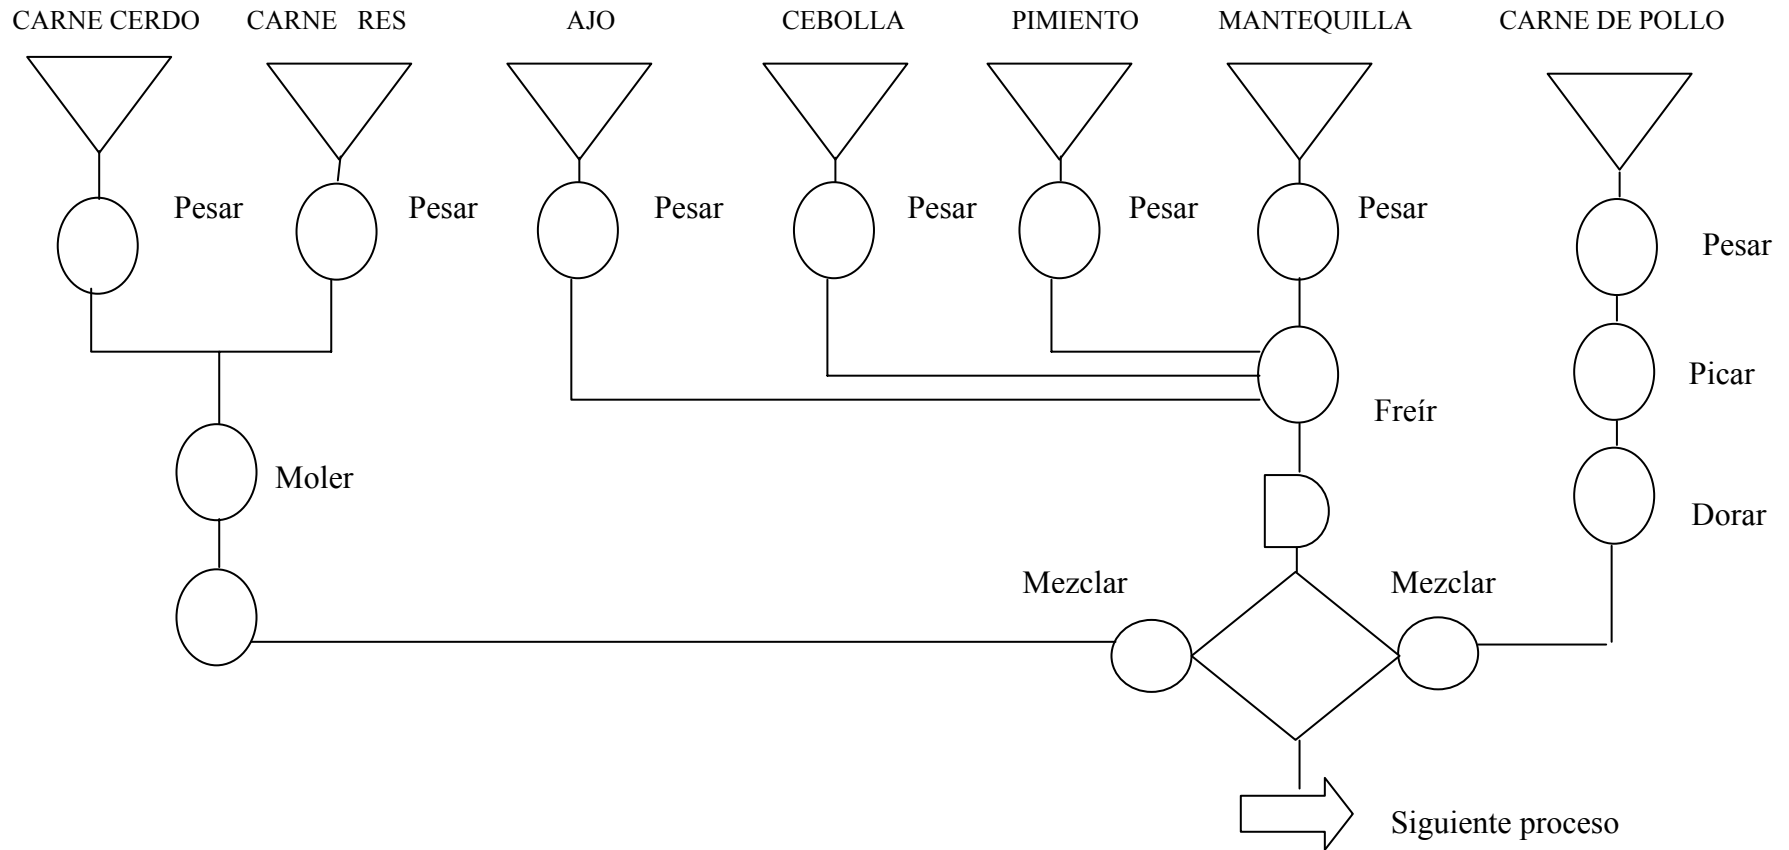 CARNE CERDO CARNE RES AJO CEBOLLA PIMIENTO MANTEQUILLA CARNE DE POLLO
Pesar Pesar Pesar Pesar Pesar Pesar
Pesar
Picar
Freír
Moler
Dorar
Mezclar Mezclar
Siguiente proceso